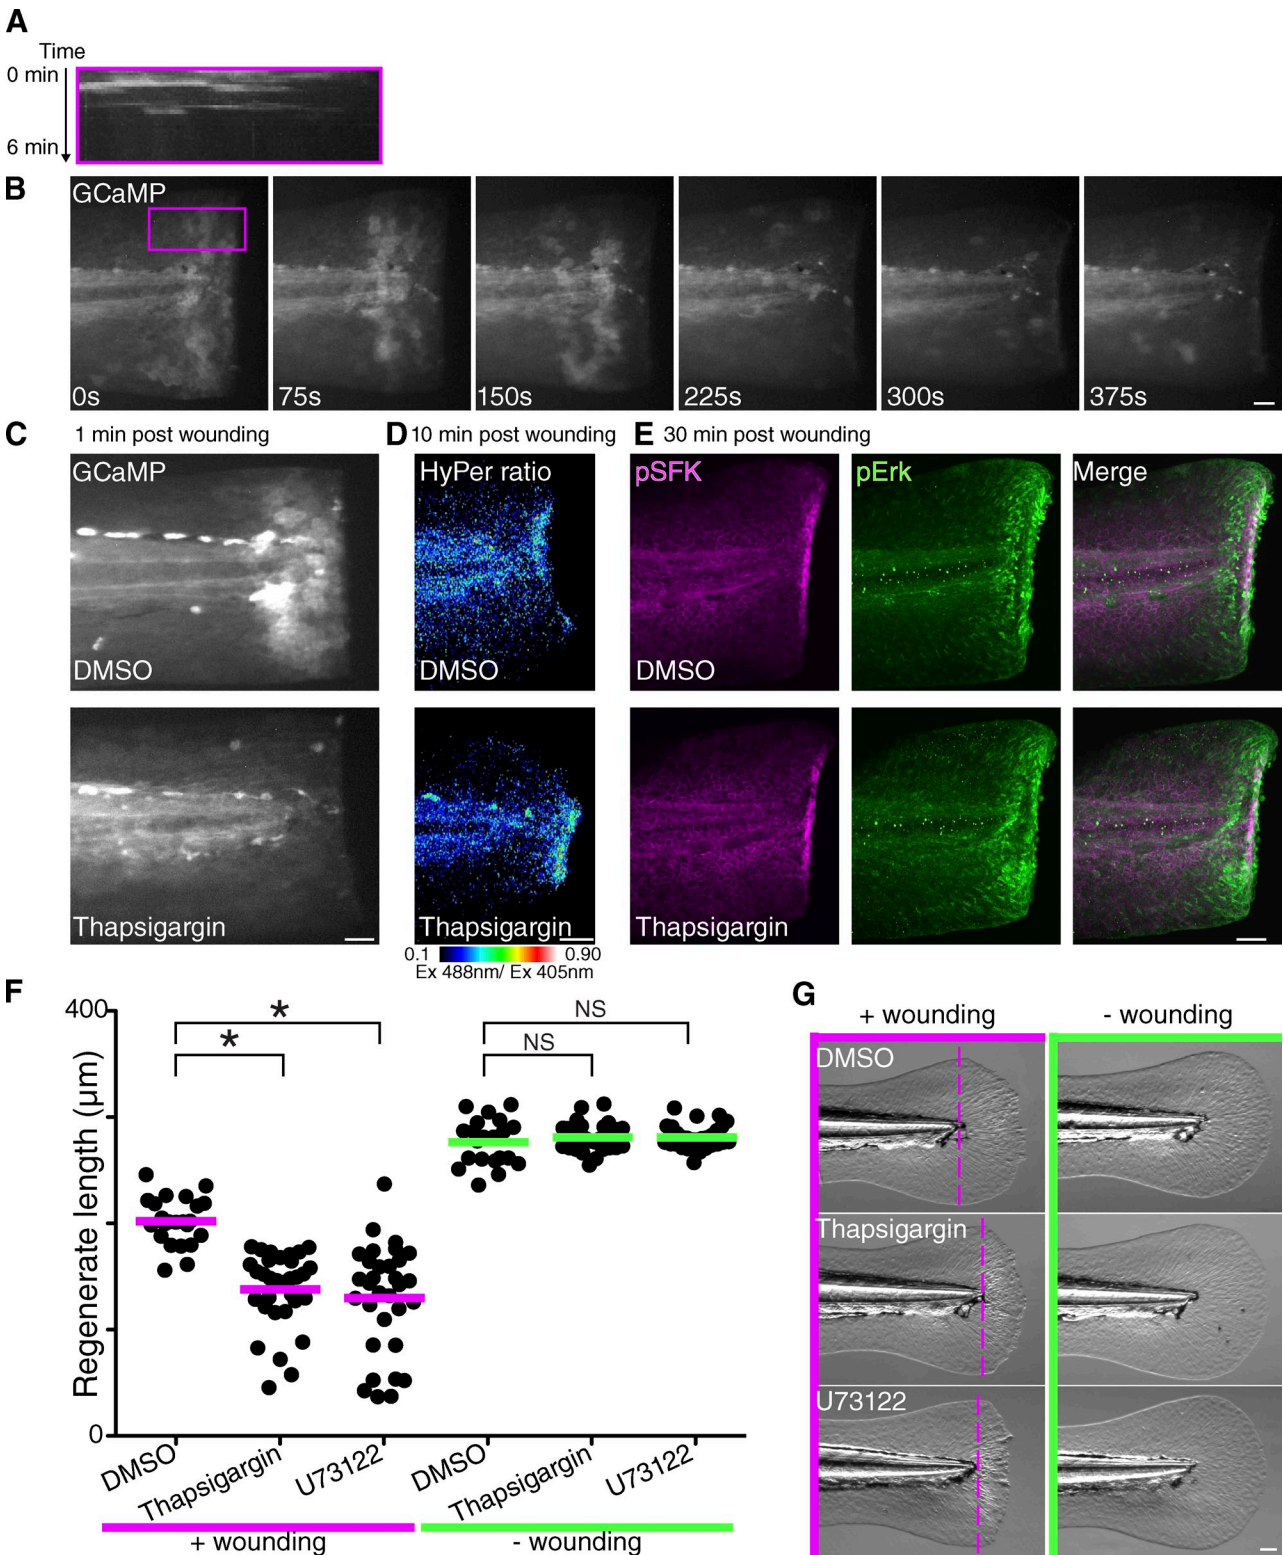 A
Time
0 min
6 min
B
GCaMP
0s
75s
150s
225s
300s
375s
C
1 min post wounding
D
10 min post wounding
E
30 min post wounding
GCaMP
HyPer ratio
pSFK
pErk
Merge
DMSO
DMSO
DMSO
Thapsigargin
Thapsigargin
Thapsigargin
0.1
0.90
Ex 488nm/ Ex 405nm
F
400
Regenerate length (µm)
0
*
*
NS
NS
DMSO
Thapsigargin
U73122
DMSO
Thapsigargin
U73122
+ wounding
- wounding
G
+ wounding
- wounding
DMSO
Thapsigargin
U73122